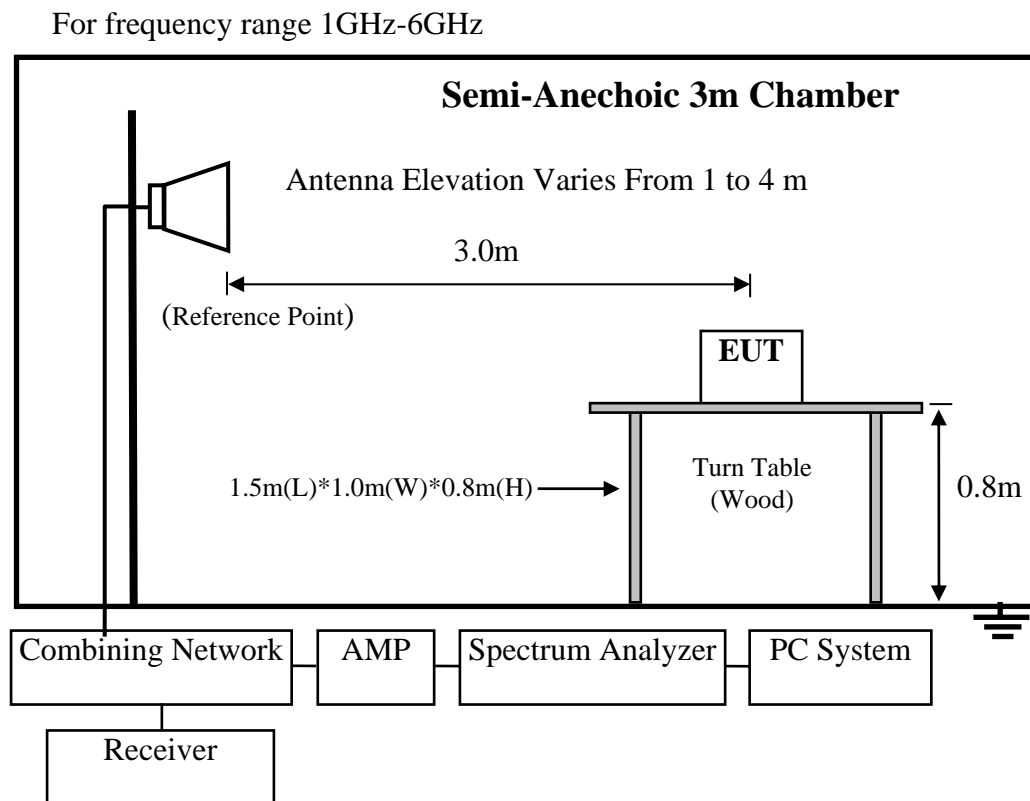 For frequency range 1GHz-6GHz
Semi-Anechoic 3m Chamber
Antenna Elevation Varies From 1 to 4 m
3.0m
(Reference Point)
EUT
1.5m(L)*1.0m(W)*0.8m(H)
Turn Table
(Wood)
0.8m
Combining Network
AMP
Spectrum Analyzer
PC System
Receiver